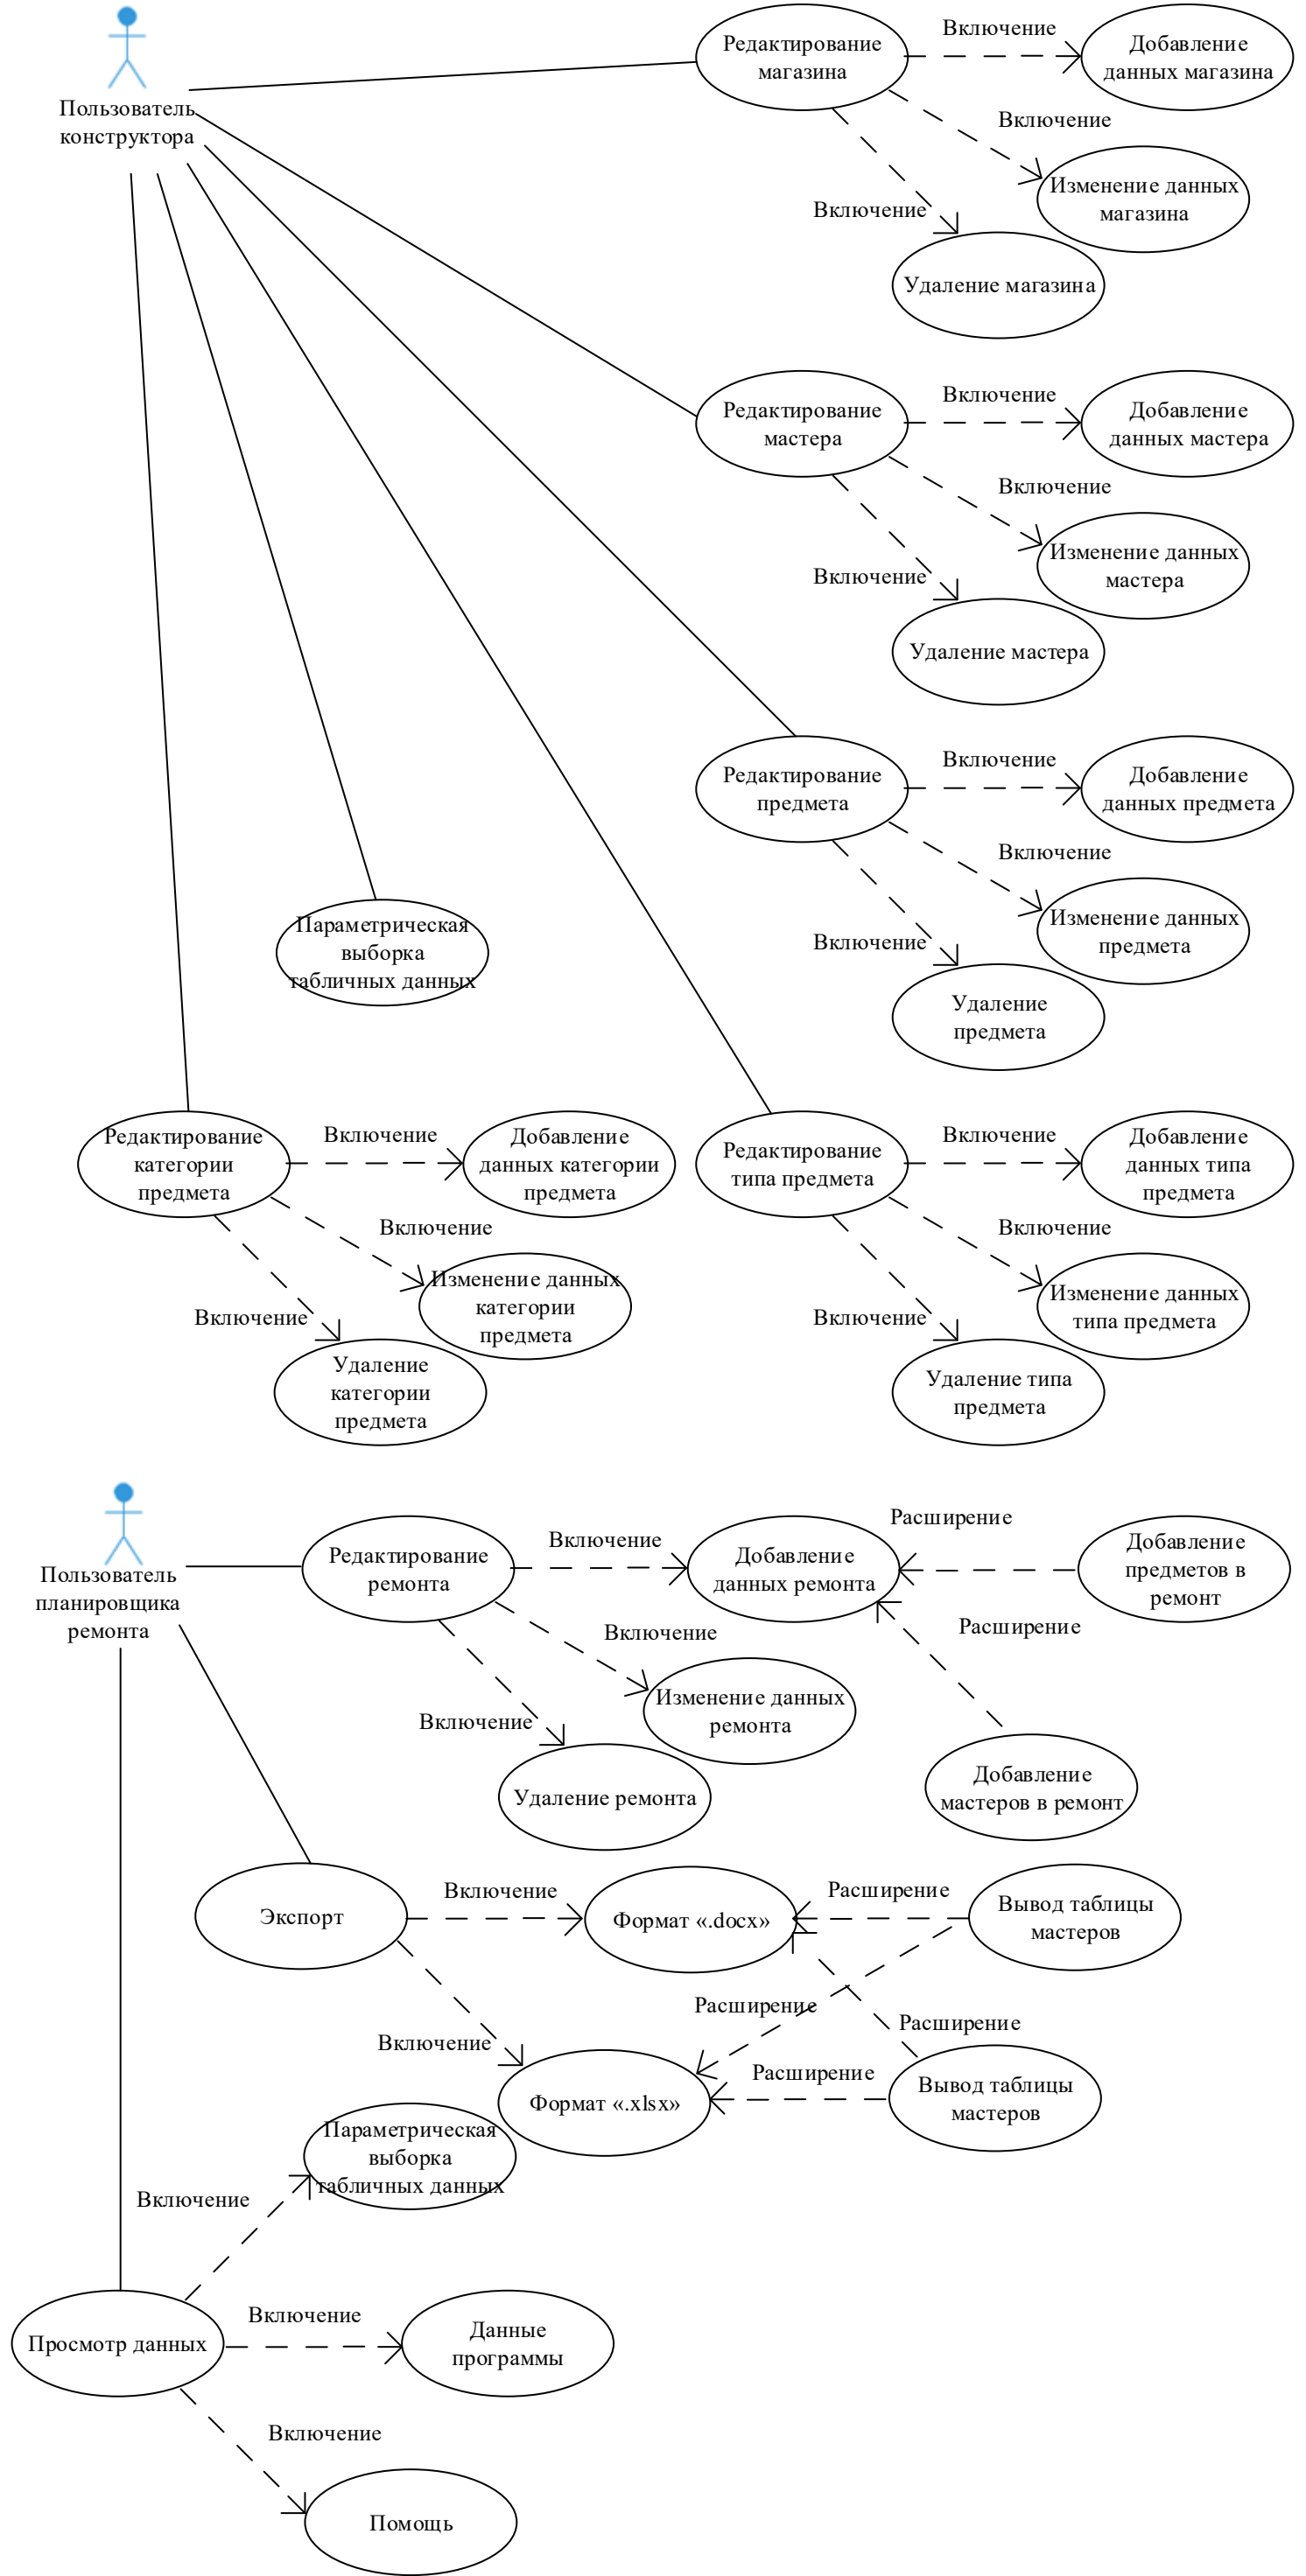 Пользователь
конструктора
Редактирование
магазина
Включение
Добавление
данных магазина
Включение
Изменение данных
магазина
Включение
Удаление магазина
Редактирование
мастера
Включение
Добавление
данных мастера
Включение
Изменение данных
мастера
Включение
Удаление мастера
Редактирование
предмета
Включение
Добавление
данных предмета
Включение
Изменение данных
предмета
Включение
Удаление
предмета
Параметрическая
выборка
табличных данных
Редактирование
категории
предмета
Включение
Добавление
данных категории
предмета
Включение
Изменение данных
категории
предмета
Включение
Удаление
категории
предмета
Редактирование
типа предмета
Включение
Добавление
данных типа
предмета
Включение
Изменение данных
типа предмета
Включение
Удаление типа
предмета
Пользователь
планировщика
ремонта
Редактирование
ремонта
Включение
Добавление
данных ремонта
Расширение
Добавление
предметов в
ремонт
Включение
Изменение данных
ремонта
Расширение
Добавление
мастеров в ремонт
Включение
Удаление ремонта
Экспорт
Включение
Формат «.docx»
Расширение
Вывод таблицы
мастеров
Расширение
Расширение
Включение
Формат «.xlsx»
Расширение
Вывод таблицы
мастеров
Параметрическая
выборка
табличных данных
Включение
Просмотр данных
Включение
Данные
программы
Включение
Помощь